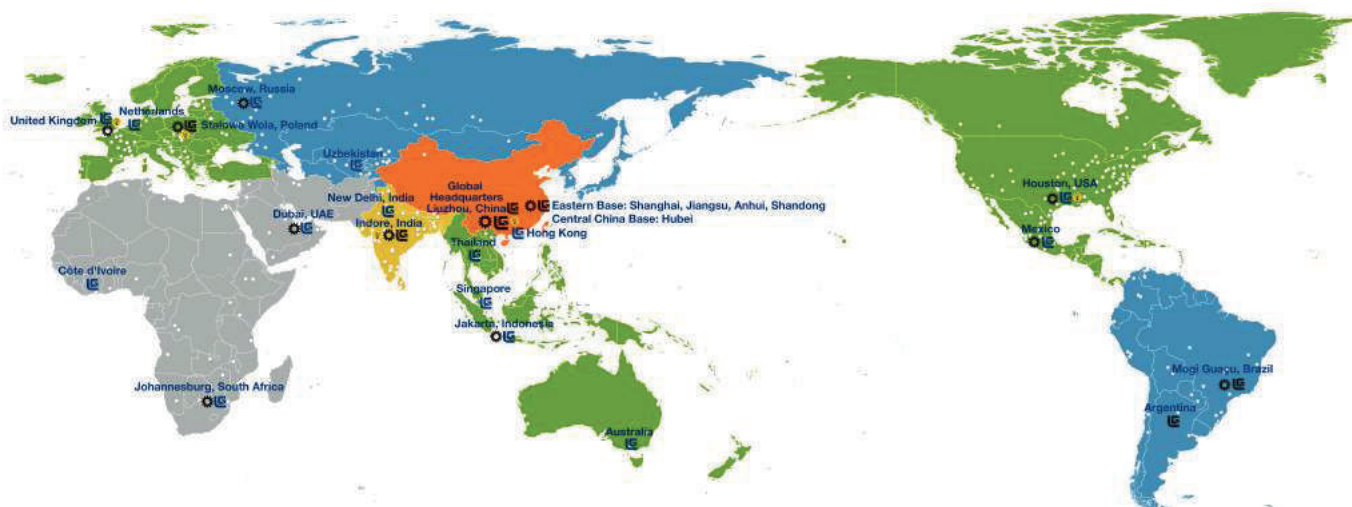 Moscow, Russia
Netherlands
United Kingdom
Stalowa Wola, Poland
Uzbekistan
Global
Headquarters
Liuzhou, China
New Delhi, India
Eastern Base: Shanghai, Jiangsu, Anhui, Shandong
Central China Base: Hubei
Dubai, UAE
Indore, India
Hong Kong
Thailand
Côte d'Ivoire
Singapore
Jakarta, Indonesia
Johannesburg, South Africa
Australia
Houston, USA
Mexico
Mogi Guaçu, Brazil
Argentina